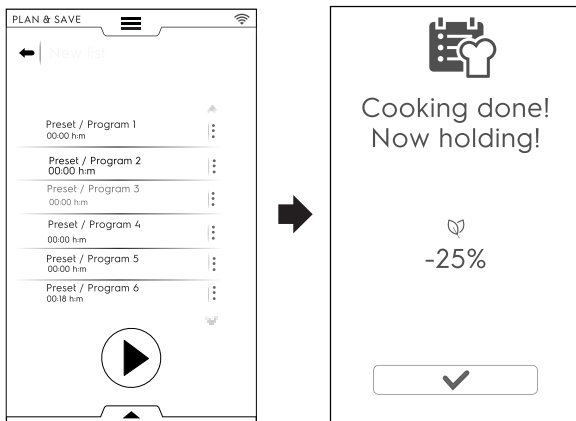 PLAN & SAVE
New list
Preset / Program 1
00:00 h:m
Preset / Program 2
00:00 h:m
Preset / Program 3
00:00 h:m
Preset / Program 4
00:00 h:m
Preset / Program 5
00:00 h:m
Preset / Program 6
00:18 h:m
Cooking done!
Now holding!
-25%